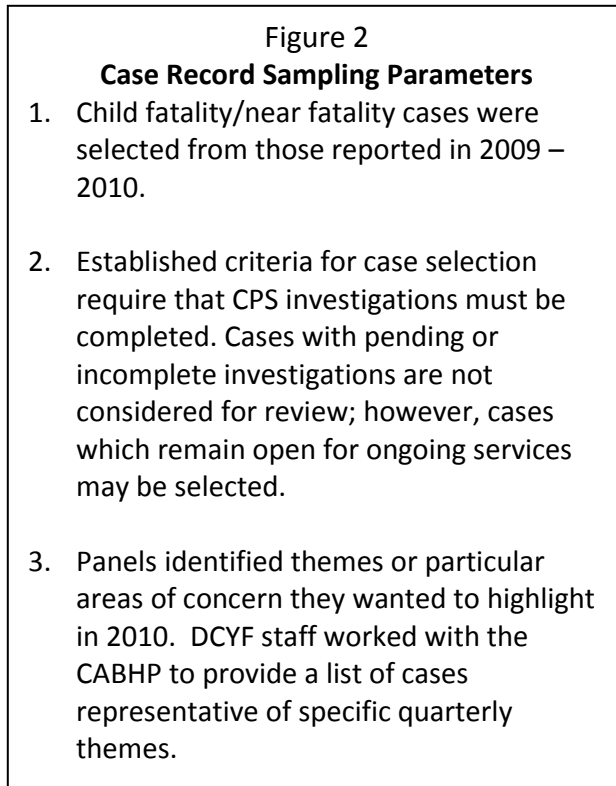 Figure 2
Case Record Sampling Parameters
1. Child fatality/near fatality cases were
selected from those reported in 2009 –
2010.
2. Established criteria for case selection
require that CPS investigations must be
completed. Cases with pending or
incomplete investigations are not
considered for review; however, cases
which remain open for ongoing services
may be selected.
3. Panels identified themes or particular
areas of concern they wanted to highlight
in 2010.  DCYF staff worked with the
CABHP to provide a list of cases
representative of specific quarterly
themes.